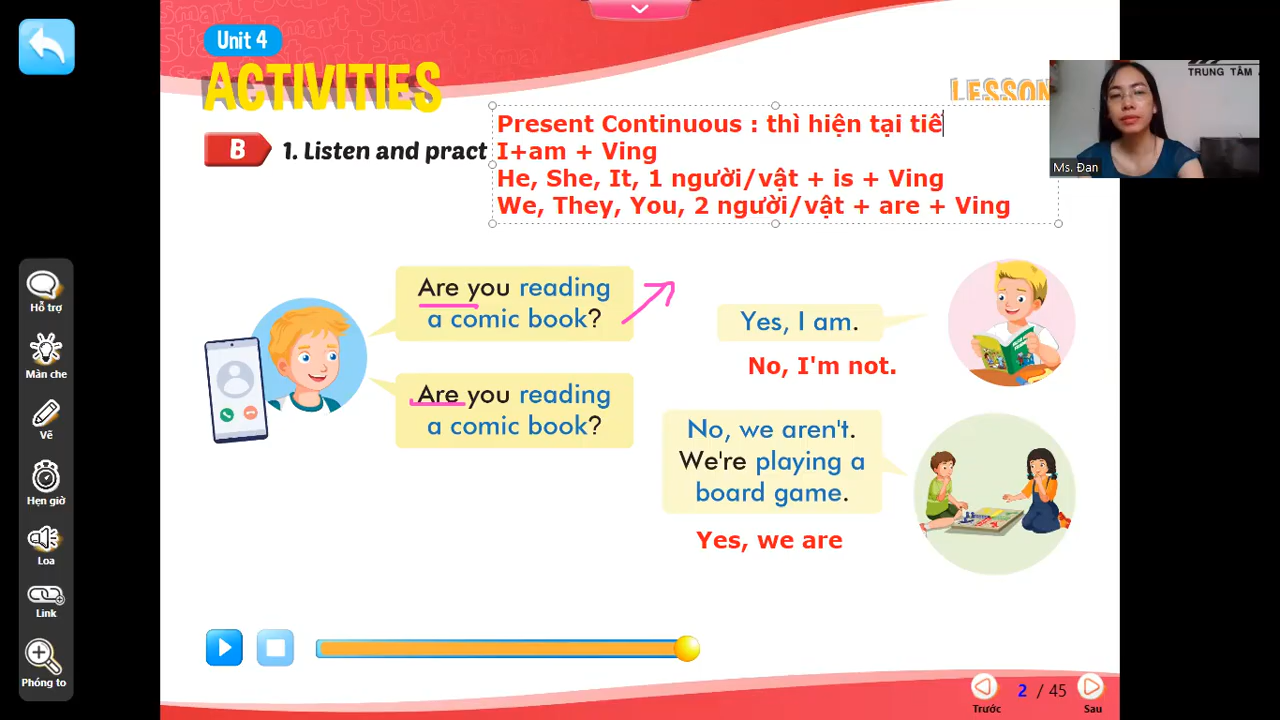 Unit 4
ACTIVITIES
LESSON
TRUNG TÂM
Ms. Đan
B
1. Listen and pract
Present Continuous : thì hiện tại tiế
I+am + Ving
He, She, It, 1 người/vật + is + Ving
We, They, You, 2 người/vật + are + Ving
Are you reading
a comic book?
Yes, I am.
No, I'm not.
Are you reading
a comic book?
No, we aren't.
We're playing a
board game.
Yes, we are
Hỗ trợ
Màn che
Vẽ
Hẹn giờ
Loa
Link
Phóng to
Trước
2 / 45
Sau